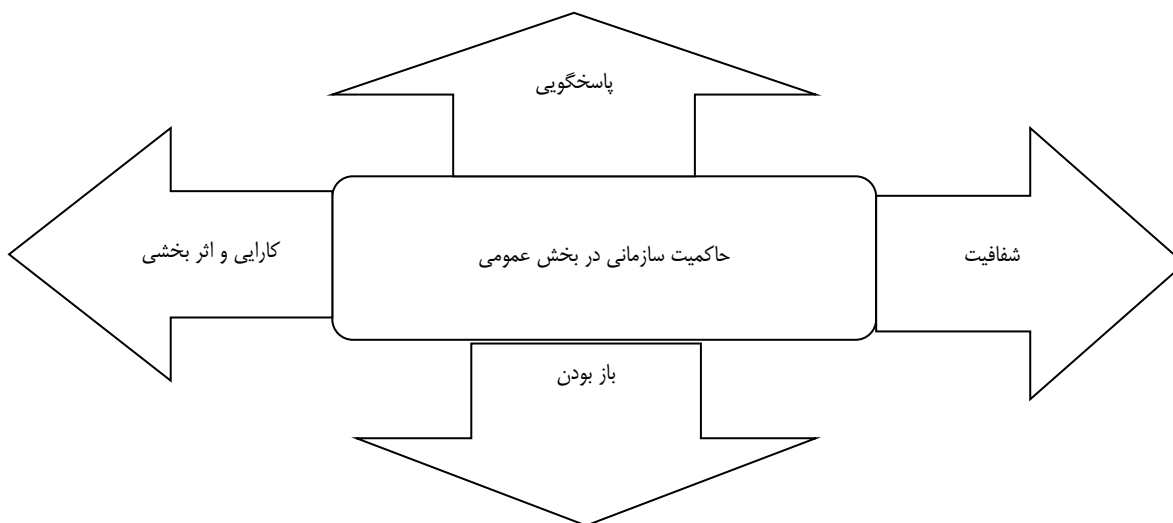 پاسخگویی
شفافیت
حاکمیت سازمانی در بخش عمومی
کارایی و اثر بخشی
باز بودن